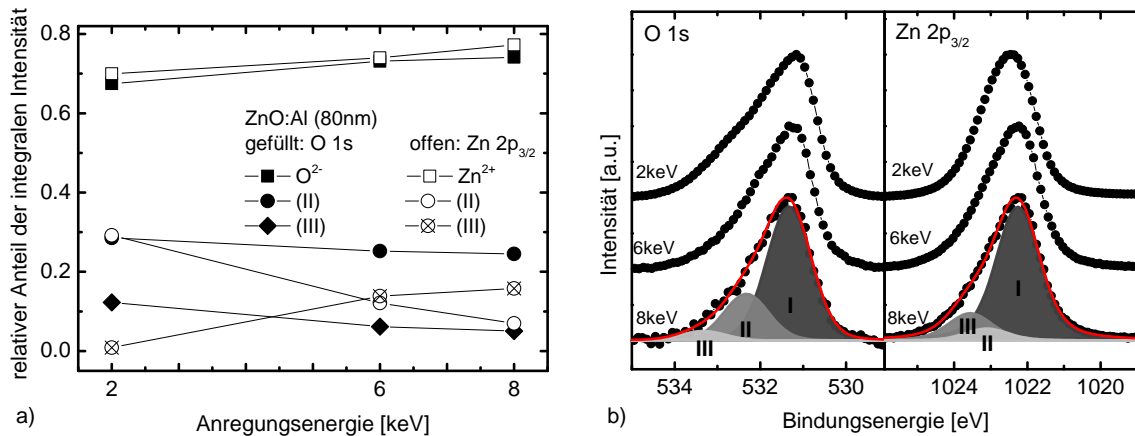 relativer Anteil der integralen Intensität
0.8
0.6
0.4
0.2
0.0
ZnO:Al (80nm)
gefüllt: O 1s offen: Zn 2p3/2
O2- Zn2+
(II) (II)
(III) (III)
2 6 8
Anregungsenergie [keV]
a)
Intensität [a.u.]
O 1s
2keV
6keV
8keV
I
II
III
534 532 530
Zn 2p3/2
2keV
6keV
8keV
I
III
II
1024 1022 1020
Bindungsenergie [eV]
b)